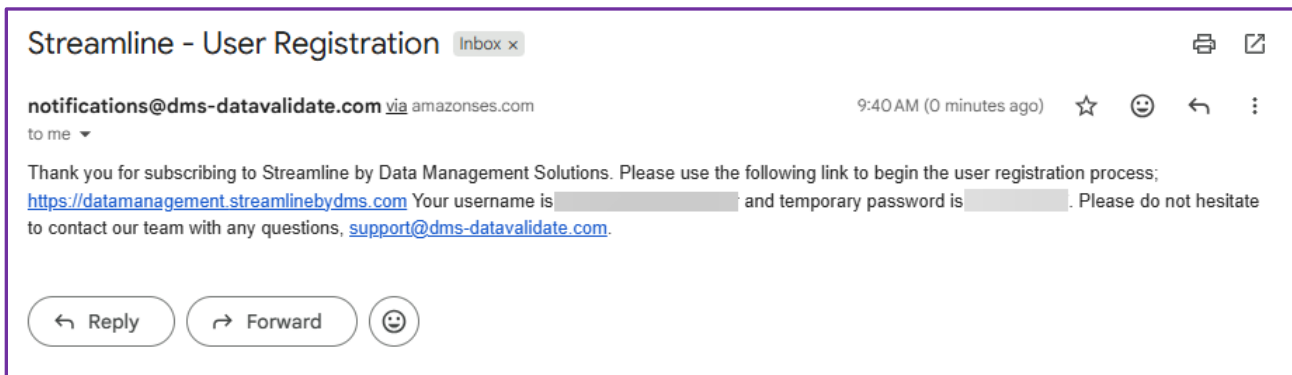 Streamline - User Registration Inbox x
notifications@dms-datavalidate.com via amazonses.com 9:40 AM (0 minutes ago)
to me
Thank you for subscribing to Streamline by Data Management Solutions. Please use the following link to begin the user registration process;
https://datamanagement.streamlinebydms.com Your username is and temporary password is . Please do not hesitate
to contact our team with any questions, support@dms-datavalidate.com.
Reply Forward